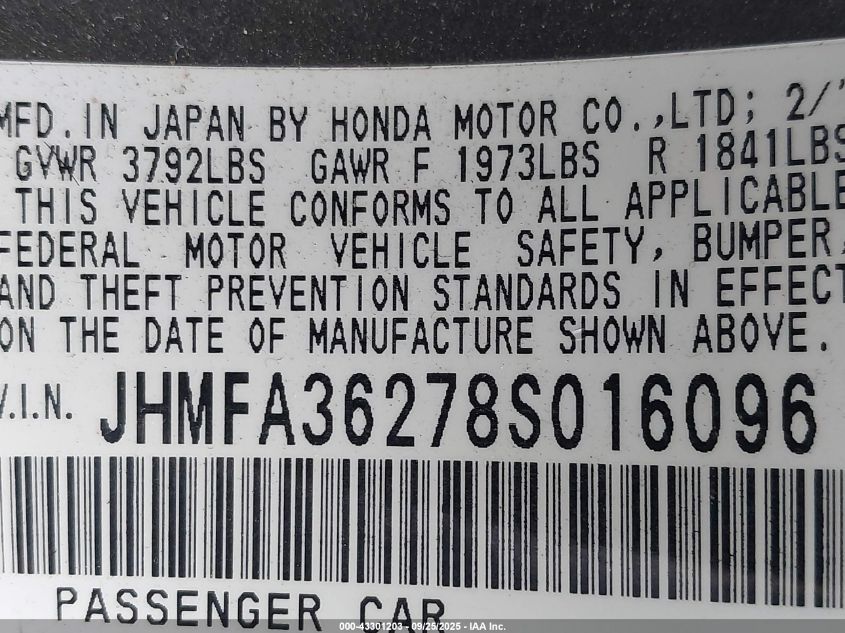 MFD. IN JAPAN BY HONDA MOTOR CO.,LTD; 2/
GVWR 3792LBS GAWR F 1973LBS R 1841LBS
THIS VEHICLE CONFORMS TO ALL APPLICABLE
FEDERAL MOTOR VEHICLE SAFETY, BUMPER,
AND THEFT PREVENTION STANDARDS IN EFFECT
ON THE DATE OF MANUFACTURE SHOWN ABOVE.
V.I.N. JHMFA36278S016096
PASSENGER CAR
000-43301203 - 09/25/2025 - IAA Inc.